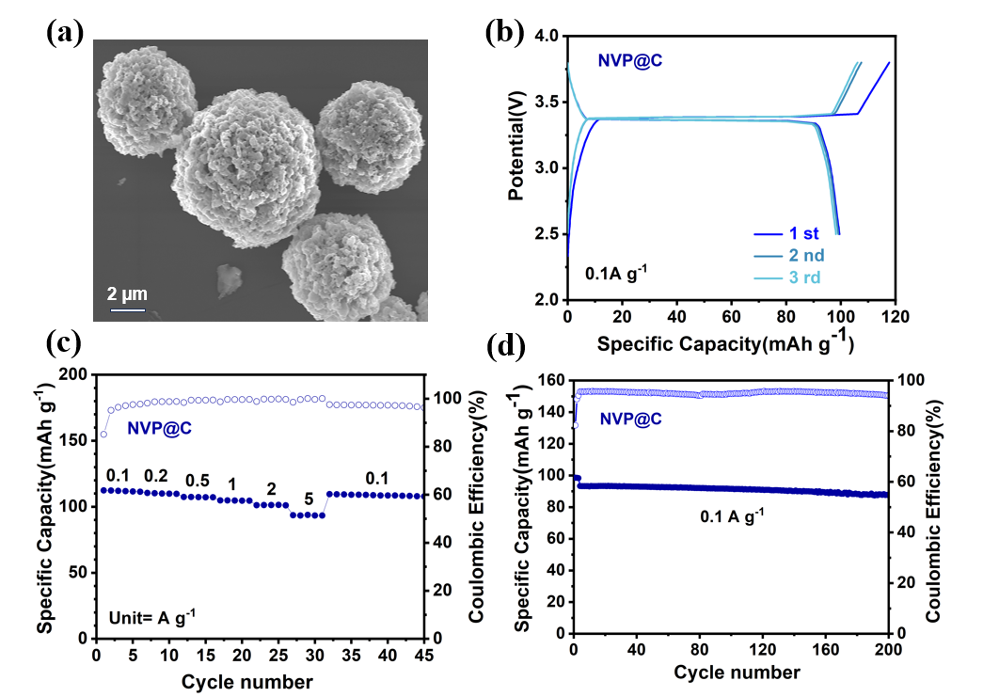 (a)
2 μm
(b)
NVP@C
4.0
3.5
3.0
2.5
2.0
Potential(V)
1 st
2 nd
3 rd
0.1A g-1
0 20 40 60 80 100 120
Specific Capacity(mAh g-1)
(c)
200
150
100
50
0
Specific Capacity(mAh g-1)
NVP@C
0.1 0.2 0.5 1 2 5 0.1
Unit= A g-1
100
80
60
40
20
0
Coulombic Efficiency(%)
0 5 10 15 20 25 30 35 40 45
Cycle number
(d)
160
140
120
100
80
60
40
20
0
Specific Capacity(mAh g-1)
NVP@C
0.1 A g-1
100
80
60
40
20
0
Coulombic Efficiency(%)
0 40 80 120 160 200
Cycle number